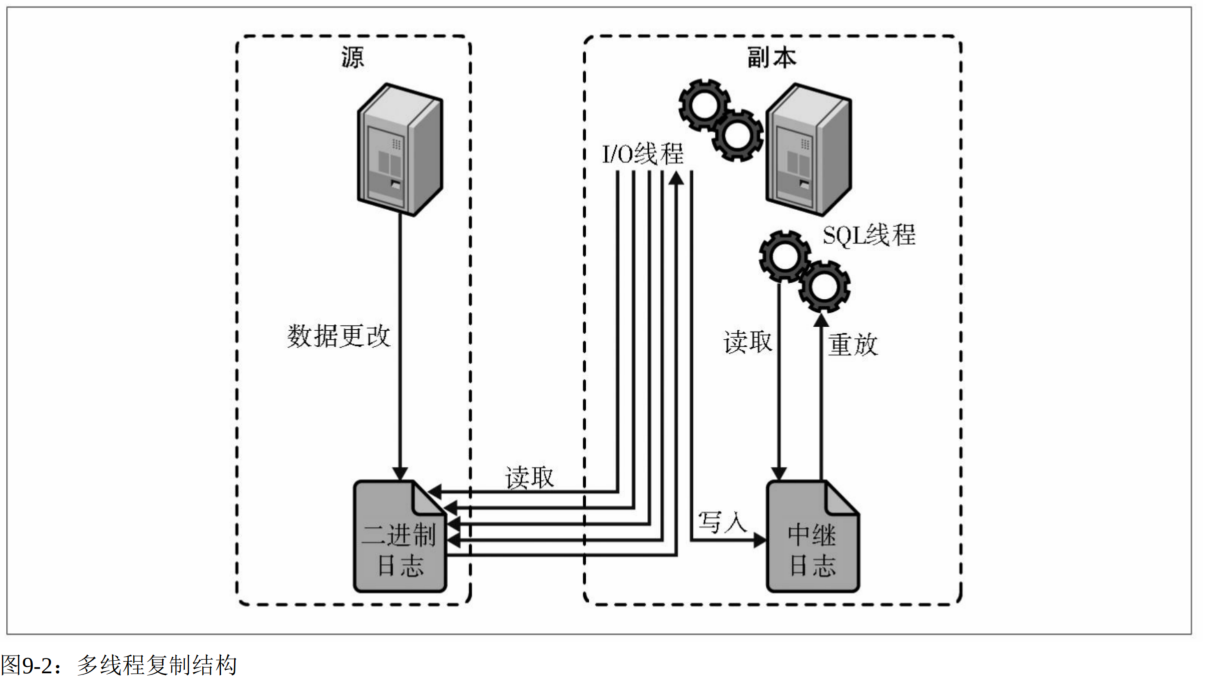 源
副本
I/O线程
SQL线程
数据更改
读取
重放
读取
写入
二进制
日志
中继
日志
图9-2：多线程复制结构